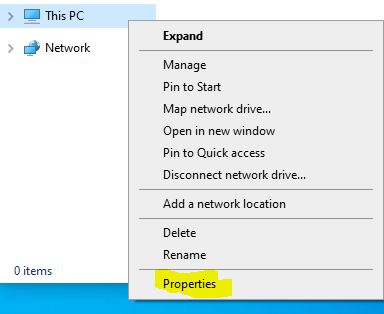 This PC
Network
0 items
Expand
Manage
Pin to Start
Map network drive...
Open in new window
Pin to Quick access
Disconnect network drive...
Add a network location
Delete
Rename
Properties